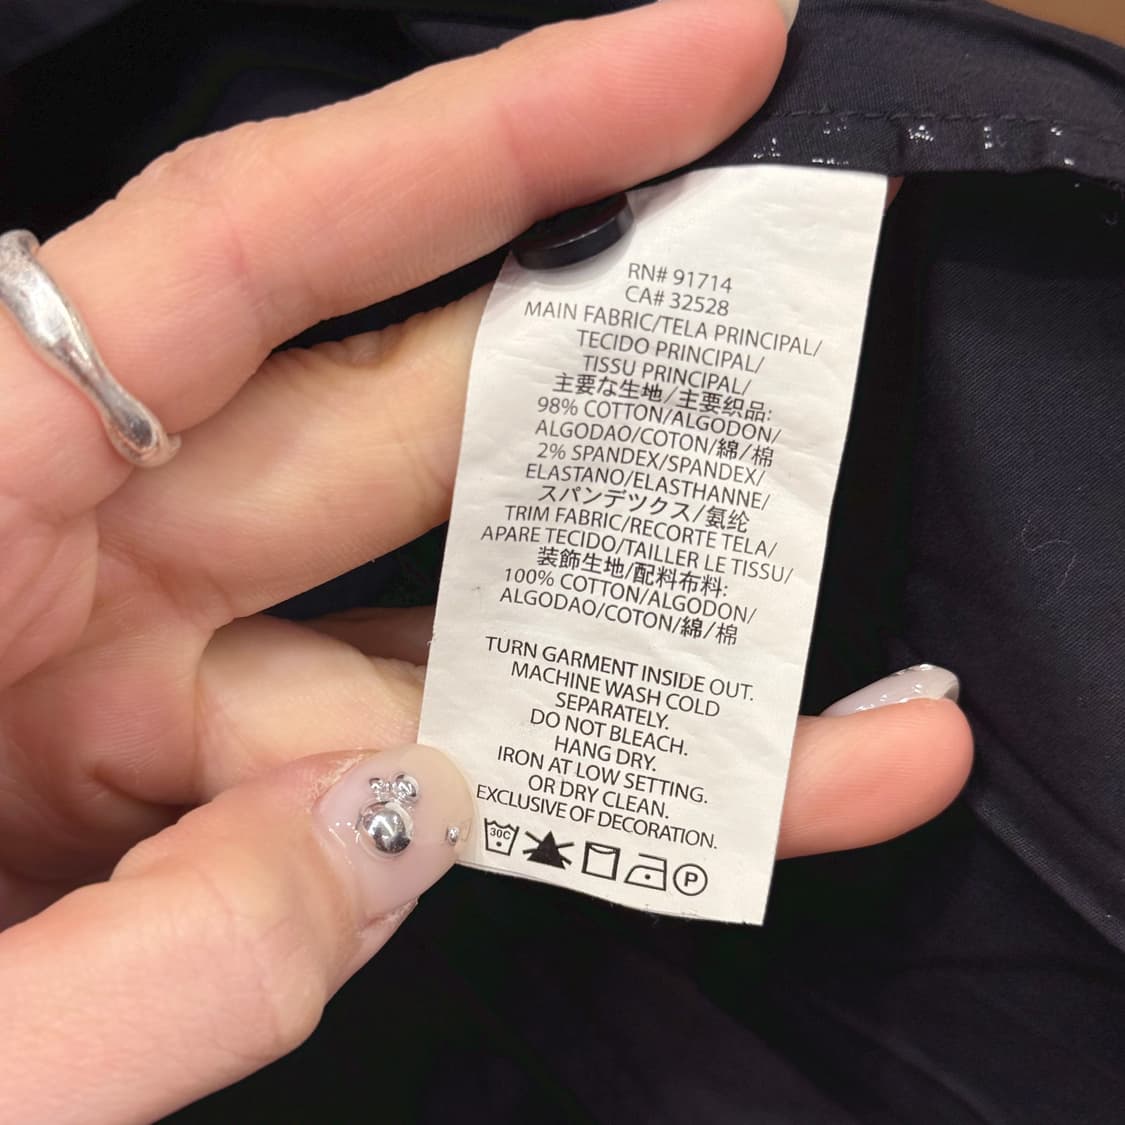 RN# 91714
CA# 32528
MAIN FABRIC/TELA PRINCIPAL/
TECIDO PRINCIPAL/
TISSU PRINCIPAL/
主要な生地/主要织品:
98% COTTON/ALGODON/
ALGODAO/COTON/綿/棉
2% SPANDEX/SPANDEX/
ELASTANO/ELASTHANNE/
スパンデツクス/氨纶
TRIM FABRIC/RECORTE TELA/
APARE TECIDO/TAILLER LE TISSU/
装飾生地/配料布料:
100% COTTON/ALGODON/
ALGODAO/COTON/綿/棉
TURN GARMENT INSIDE OUT.
MACHINE WASH COLD
SEPARATELY.
DO NOT BLEACH.
HANG DRY.
IRON AT LOW SETTING.
OR DRY CLEAN.
EXCLUSIVE OF DECORATION.
30C P